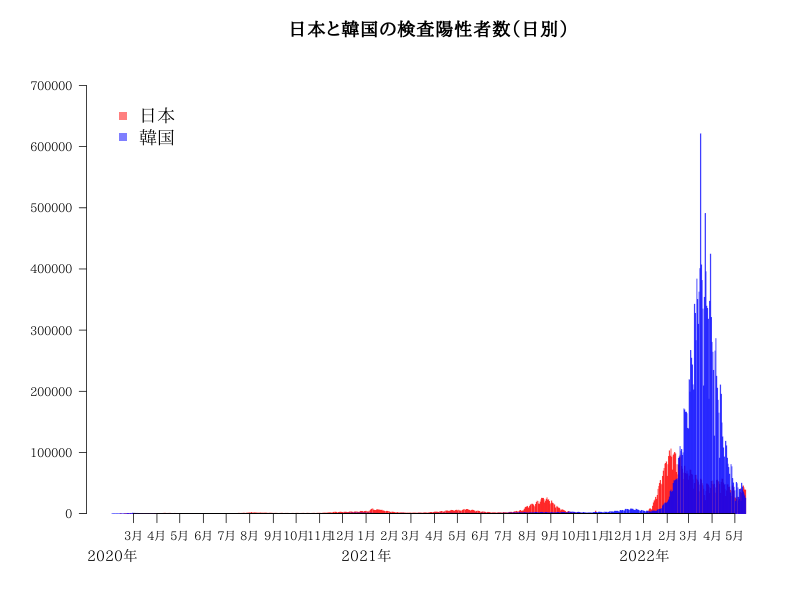 日本と韓国の検査陽性者数（日別）
700000
日本
韓国
600000
500000
400000
300000
200000
100000
0
3月 4月 5月 6月 7月 8月 9月 10月 11月 12月 1月 2月 3月 4月 5月 6月 7月 8月 9月 10月 11月 12月 1月 2月 3月 4月 5月
2020年 2021年 2022年